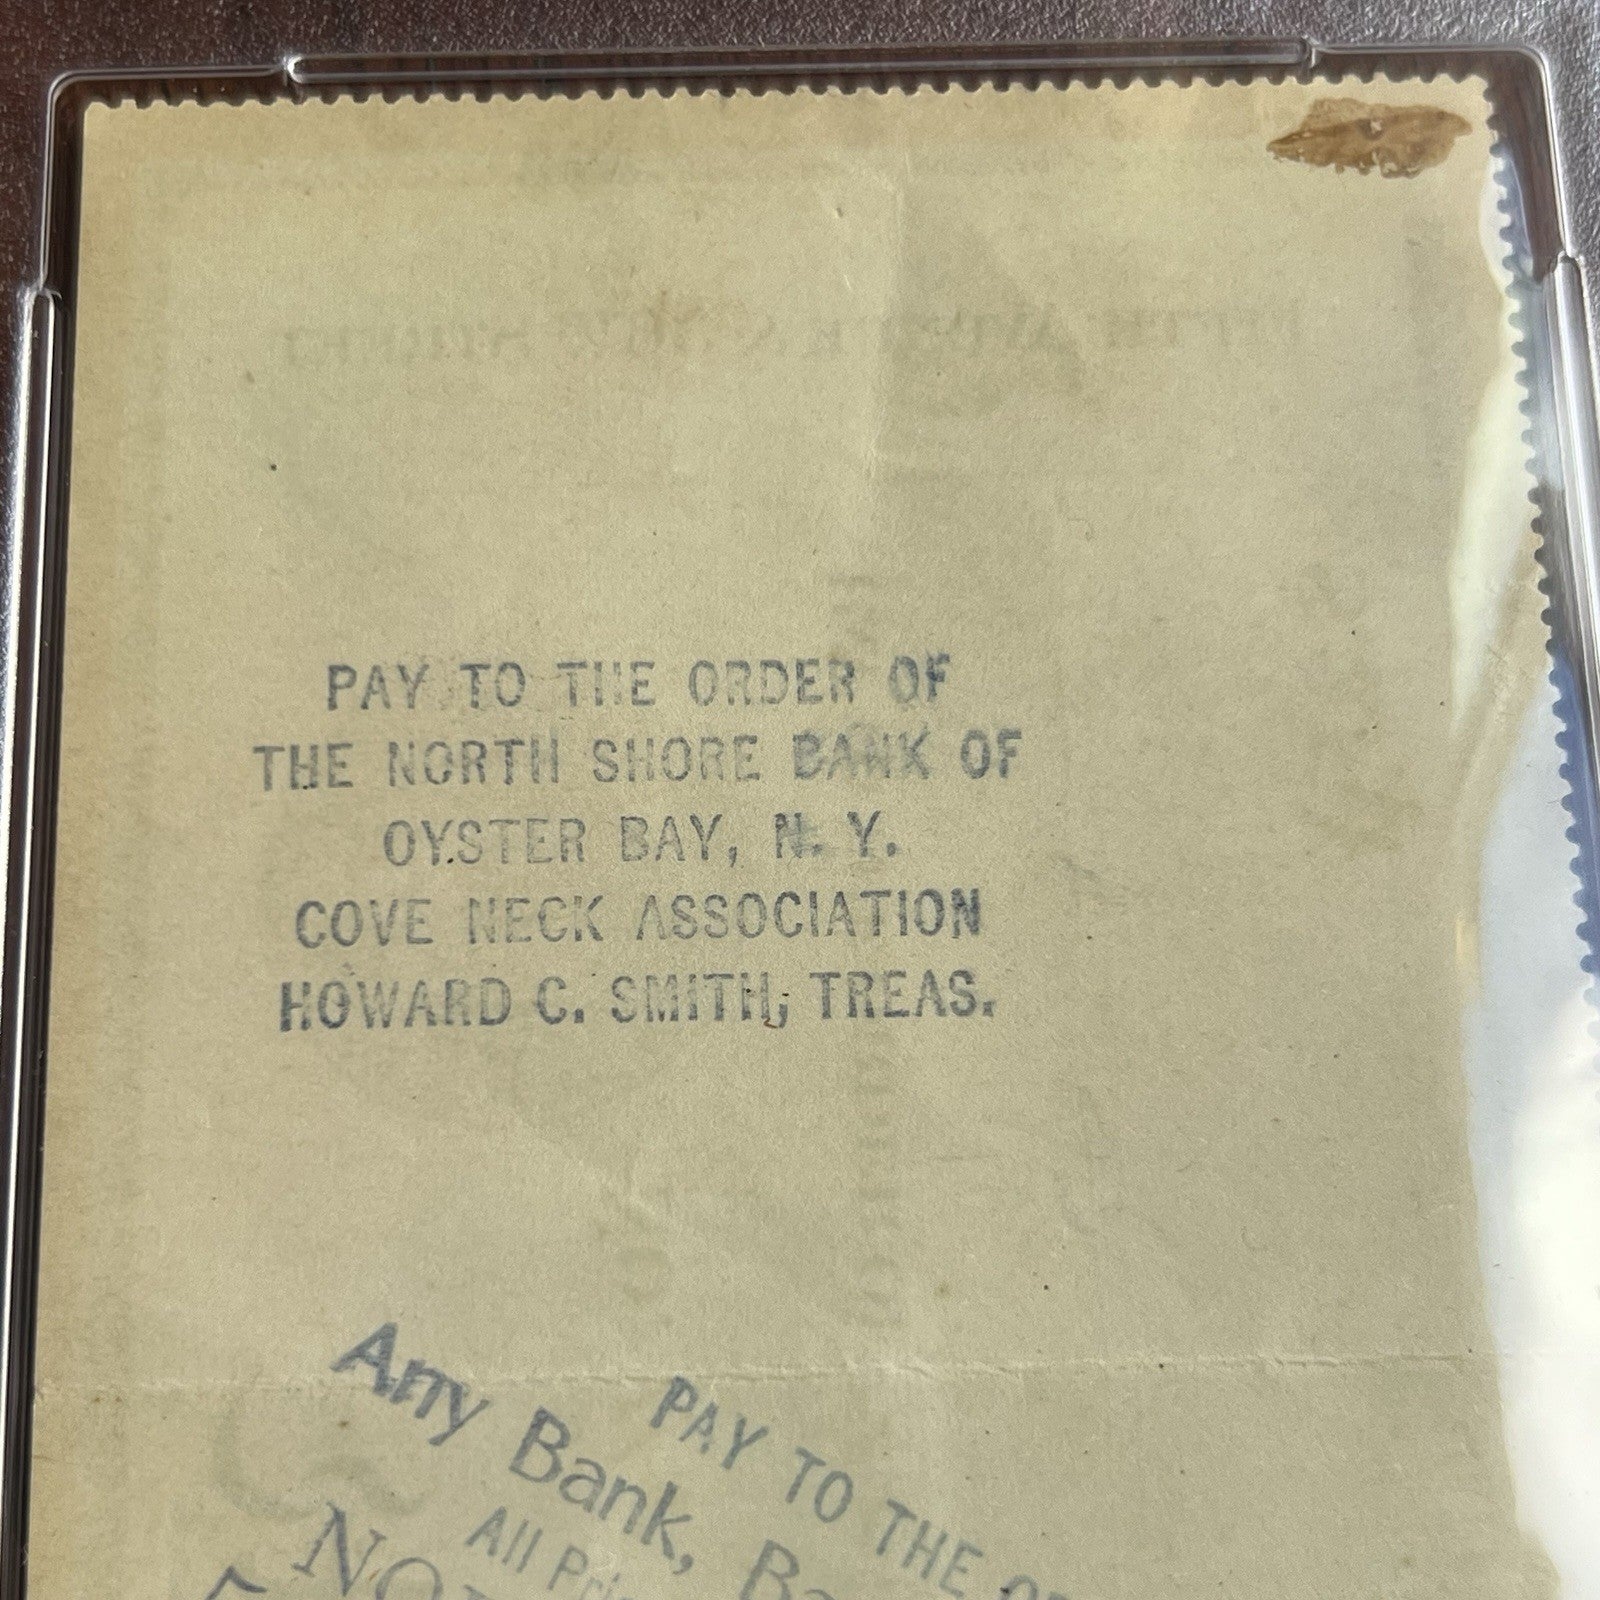 PAY TO THE ORDER OF
THE NORTH SHORE BANK OF
OYSTER BAY, N. Y.
COVE NECK ASSOCIATION
HOWARD C. SMITH, TREAS.
PAY TO THE
Any Bank,
All